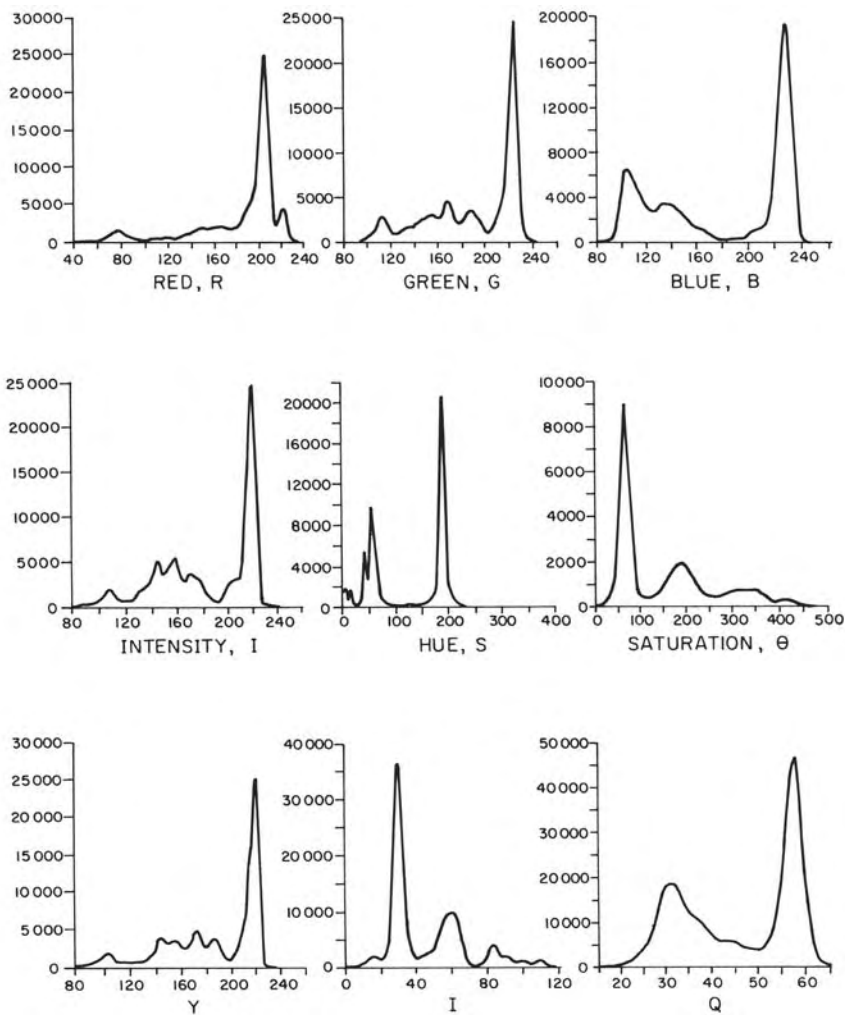 30000 25000 20000
25000 20000 16000
20000 15000 12000
15000 10000 8000
10000 5000 4000
5000 0 0
0
40 80 120 160 200 240 80 120 160 200 240 80 120 160 200 240
RED, R GREEN, G BLUE, B
25000 20000 10000
20000 16000 8000
15000 12000 6000
10000 8000 4000
5000 4000 2000
0 0 0
80 120 160 200 240 0 100 200 300 400 0 100 200 300 400 500
INTENSITY, I HUE, S SATURATION, θ
30000 40000 50000
25000 30000 40000
20000 20000 30000
15000 10000 20000
10000 0 10000
5000 0
0
80 120 160 200 240 0 40 80 120 20 30 40 50 60
Y I Q